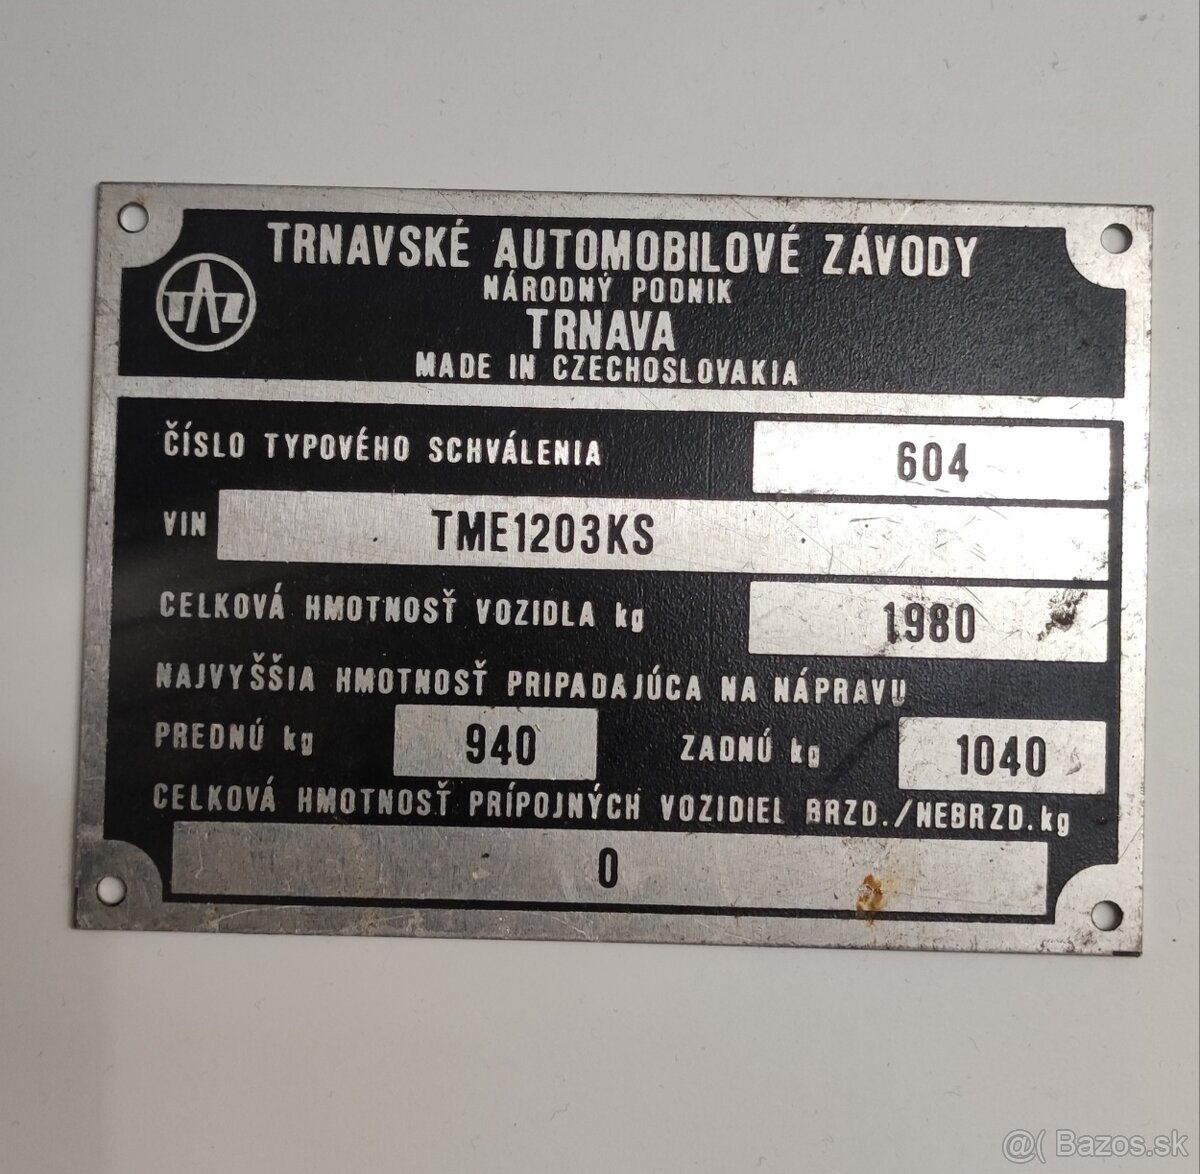 TRNAVSKÉ AUTOMOBILOVÉ ZÁVODY
NÁRODNÝ PODNIK
TRNAVA
MADE IN CZECHOSLOVAKIA
TAZ
ČÍSLO TYPOVÉHO SCHVÁLENIA 604
VIN TME1203KS
CELKOVÁ HMOTNOSŤ VOZIDLA kg 1980
NAJVYŠŠIA HMOTNOSŤ PRIPADAJÚCA NA NÁPRAVU
PREDNÚ kg 940 ZADNÚ kg 1040
CELKOVÁ HMOTNOSŤ PRÍPOJNÝCH VOZIDIEL BRZD./NEBRZD.kg
0
@( Bazos.sk